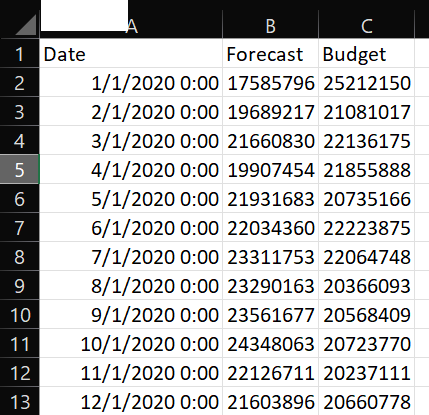 A B C
1 Date Forecast Budget
2 1/1/2020 0:00 17585796 25212150
3 2/1/2020 0:00 19689217 21081017
4 3/1/2020 0:00 21660830 22136175
5 4/1/2020 0:00 19907454 21855888
6 5/1/2020 0:00 21931683 20735166
7 6/1/2020 0:00 22034360 22223875
8 7/1/2020 0:00 23311753 22064748
9 8/1/2020 0:00 23290163 20366093
10 9/1/2020 0:00 23561677 20568409
11 10/1/2020 0:00 24348063 20723770
12 11/1/2020 0:00 22126711 20237111
13 12/1/2020 0:00 21603896 20660778